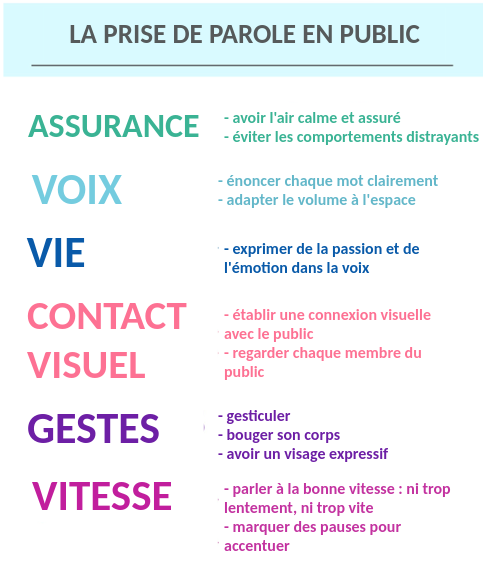 LA PRISE DE PAROLE EN PUBLIC
ASSURANCE
- avoir l'air calme et assuré
- éviter les comportements distrayants
VOIX
- énoncer chaque mot clairement
- adapter le volume à l'espace
VIE
- exprimer de la passion et de
l'émotion dans la voix
CONTACT
VISUEL
- établir une connexion visuelle
avec le public
- regarder chaque membre du
public
GESTES
- gesticuler
- bouger son corps
- avoir un visage expressif
VITESSE
- parler à la bonne vitesse : ni trop
lentement, ni trop vite
- marquer des pauses pour
accentuer